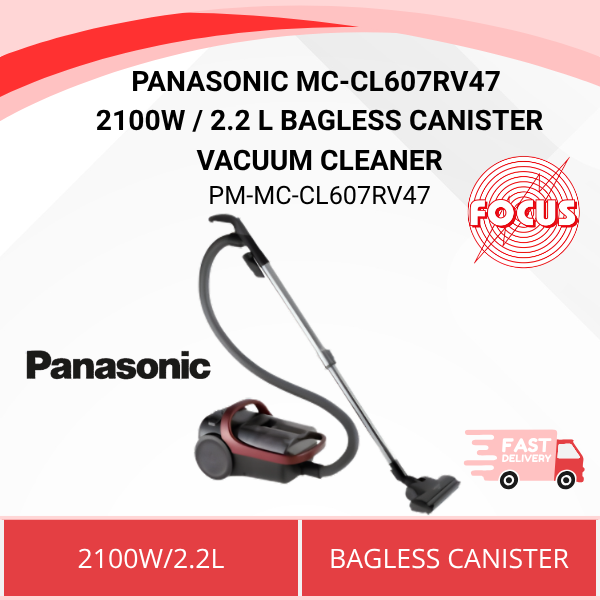 PANASONIC MC-CL607RV47
2100W / 2.2 L BAGLESS CANISTER
VACUUM CLEANER
PM-MC-CL607RV47
FOCUS
Panasonic
FAST
DELIVERY
2100W/2.2L
BAGLESS CANISTER